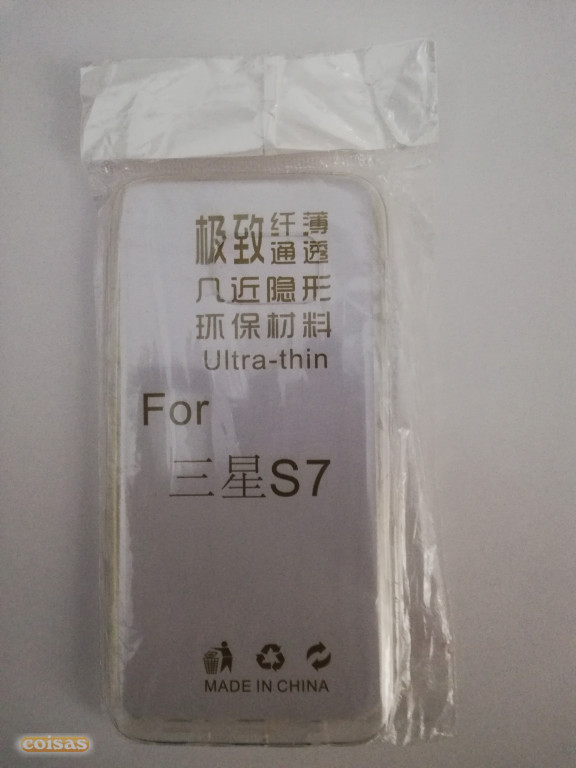 极致纤薄通透
几近隐形
环保材料
Ultra-thin
For
三星S7
MADE IN CHINA
coisas